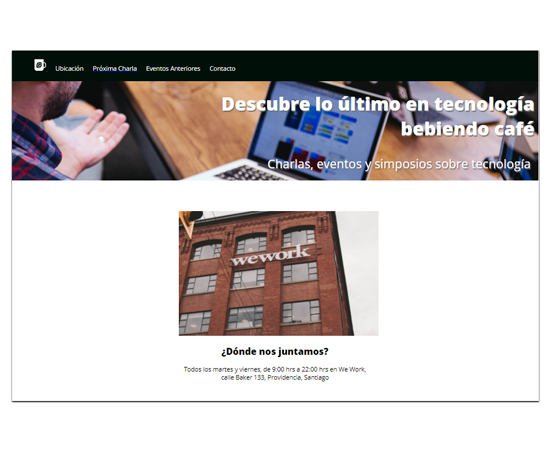 Ubicación Próxima Charla Eventos Anteriores Contacto
Descubre lo último en tecnología
bebiendo café
Charlas, eventos y simposios sobre tecnología
wework
¿Dónde nos juntamos?
Todos los martes y viernes, de 9:00 hrs a 22:00 hrs en We Work,
calle Baker 133, Providencia, Santiago